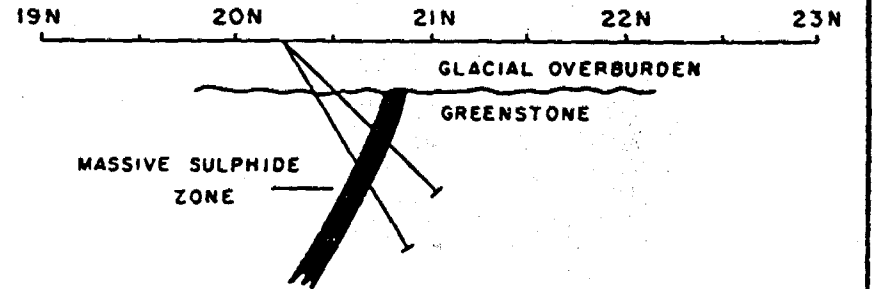 19N 20N 21N 22N 23N
GLACIAL OVERBURDEN
GREENSTONE
MASSIVE SULPHIDE
ZONE